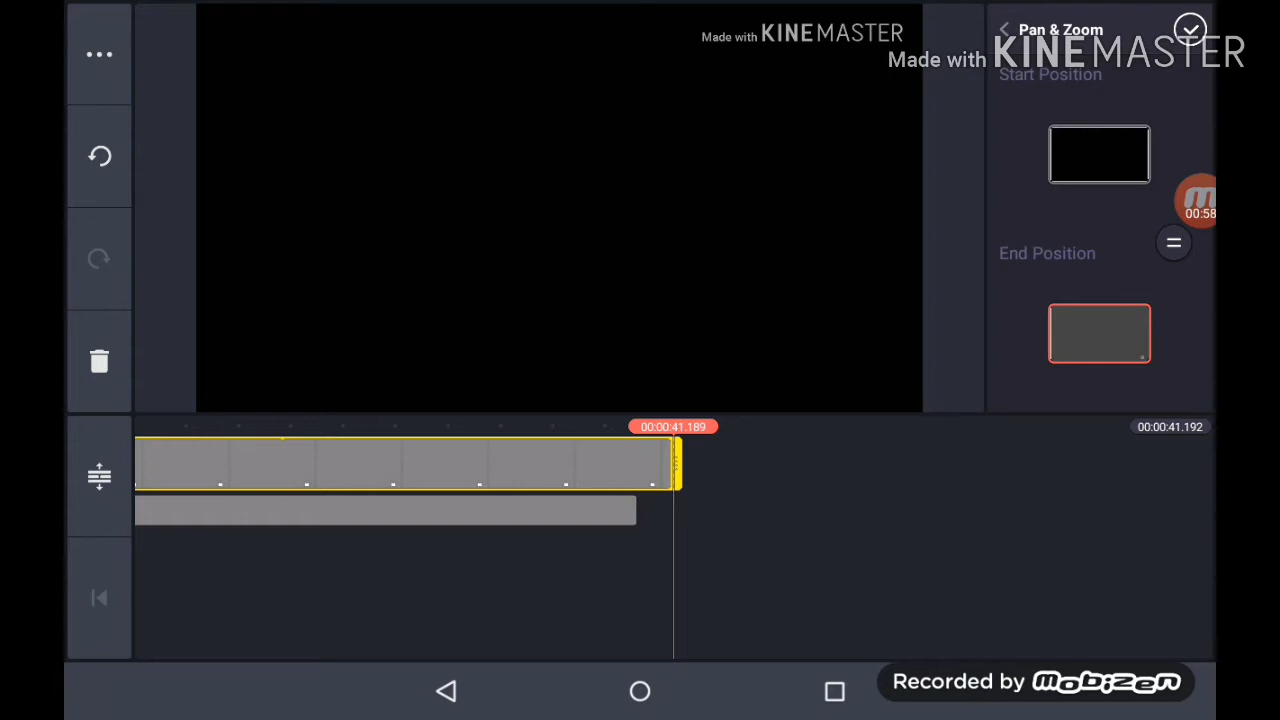 Made with KINEMASTER
Pan & Zoom
Made with KINEMASTER
Start Position
00:58
End Position
00:00:41.189
00:00:41.192
Recorded by mobizen